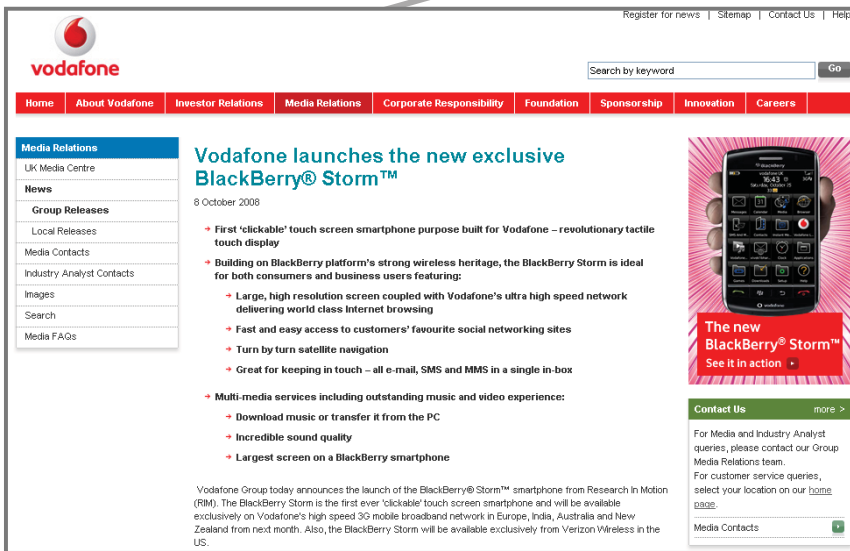 Register for news | Sitemap | Contact Us | Help
vodafone
Search by keyword
Go
Home
About Vodafone
Investor Relations
Media Relations
Corporate Responsibility
Foundation
Sponsorship
Innovation
Careers
Media Relations
UK Media Centre
News
Group Releases
Local Releases
Media Contacts
Industry Analyst Contacts
Images
Search
Media FAQs
Vodafone launches the new exclusive
BlackBerry® Storm™
8 October 2008
First 'clickable' touch screen smartphone purpose built for Vodafone – revolutionary tactile
touch display
Building on BlackBerry platform's strong wireless heritage, the BlackBerry Storm is ideal
for both consumers and business users featuring:
Large, high resolution screen coupled with Vodafone's ultra high speed network
delivering world class Internet browsing
Fast and easy access to customers' favourite social networking sites
Turn by turn satellite navigation
Great for keeping in touch – all e-mail, SMS and MMS in a single in-box
Multi-media services including outstanding music and video experience:
Download music or transfer it from the PC
Incredible sound quality
Largest screen on a BlackBerry smartphone
Vodafone Group today announces the launch of the BlackBerry® Storm™ smartphone from Research In Motion
(RIM). The BlackBerry Storm is the first ever 'clickable' touch screen smartphone and will be available
exclusively on Vodafone's high speed 3G mobile broadband network in Europe, India, Australia and New
Zealand from next month. Also, the BlackBerry Storm will be available exclusively from Verizon Wireless in the
US.
BlackBerry
vodafone UK
16:43
Saturday, October 25
vodafone
The new
BlackBerry® Storm™
See it in action
Contact Us
more >
For Media and Industry Analyst
queries, please contact our Group
Media Relations team.
For customer service queries,
select your location on our home
page.
Media Contacts